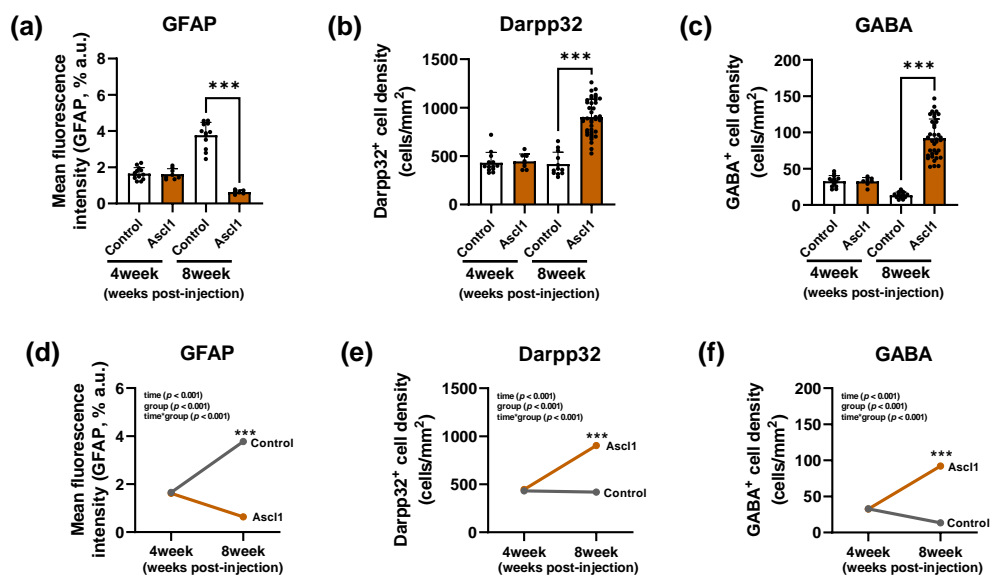 (a)
GFAP
Mean fluorescence
intensity (GFAP, % a.u.)
6
4
2
0
***
Control
Ascl1
Control
Ascl1
4week
8week
(weeks post-injection)
(b)
Darpp32
Darpp32+ cell density
(cells/mm2)
1500
1000
500
0
***
Control
Ascl1
Control
Ascl1
4week
8week
(weeks post-injection)
(c)
GABA
GABA+ cell density
(cells/mm2)
200
150
100
50
0
***
Control
Ascl1
Control
Ascl1
4week
8week
(weeks post-injection)
(d)
GFAP
Mean fluorescence
intensity (GFAP, % a.u.)
6
4
2
0
time (p < 0.001)
group (p < 0.001)
time*group (p < 0.001)
***
Control
Ascl1
4week
8week
(weeks post-injection)
(e)
Darpp32
Darpp32+ cell density
(cells/mm2)
1500
1000
500
0
time (p < 0.001)
group (p < 0.001)
time*group (p < 0.001)
***
Ascl1
Control
4week
8week
(weeks post-injection)
(f)
GABA
GABA+ cell density
(cells/mm2)
200
150
100
50
0
time (p < 0.001)
group (p < 0.001)
time*group (p < 0.001)
***
Ascl1
Control
4week
8week
(weeks post-injection)